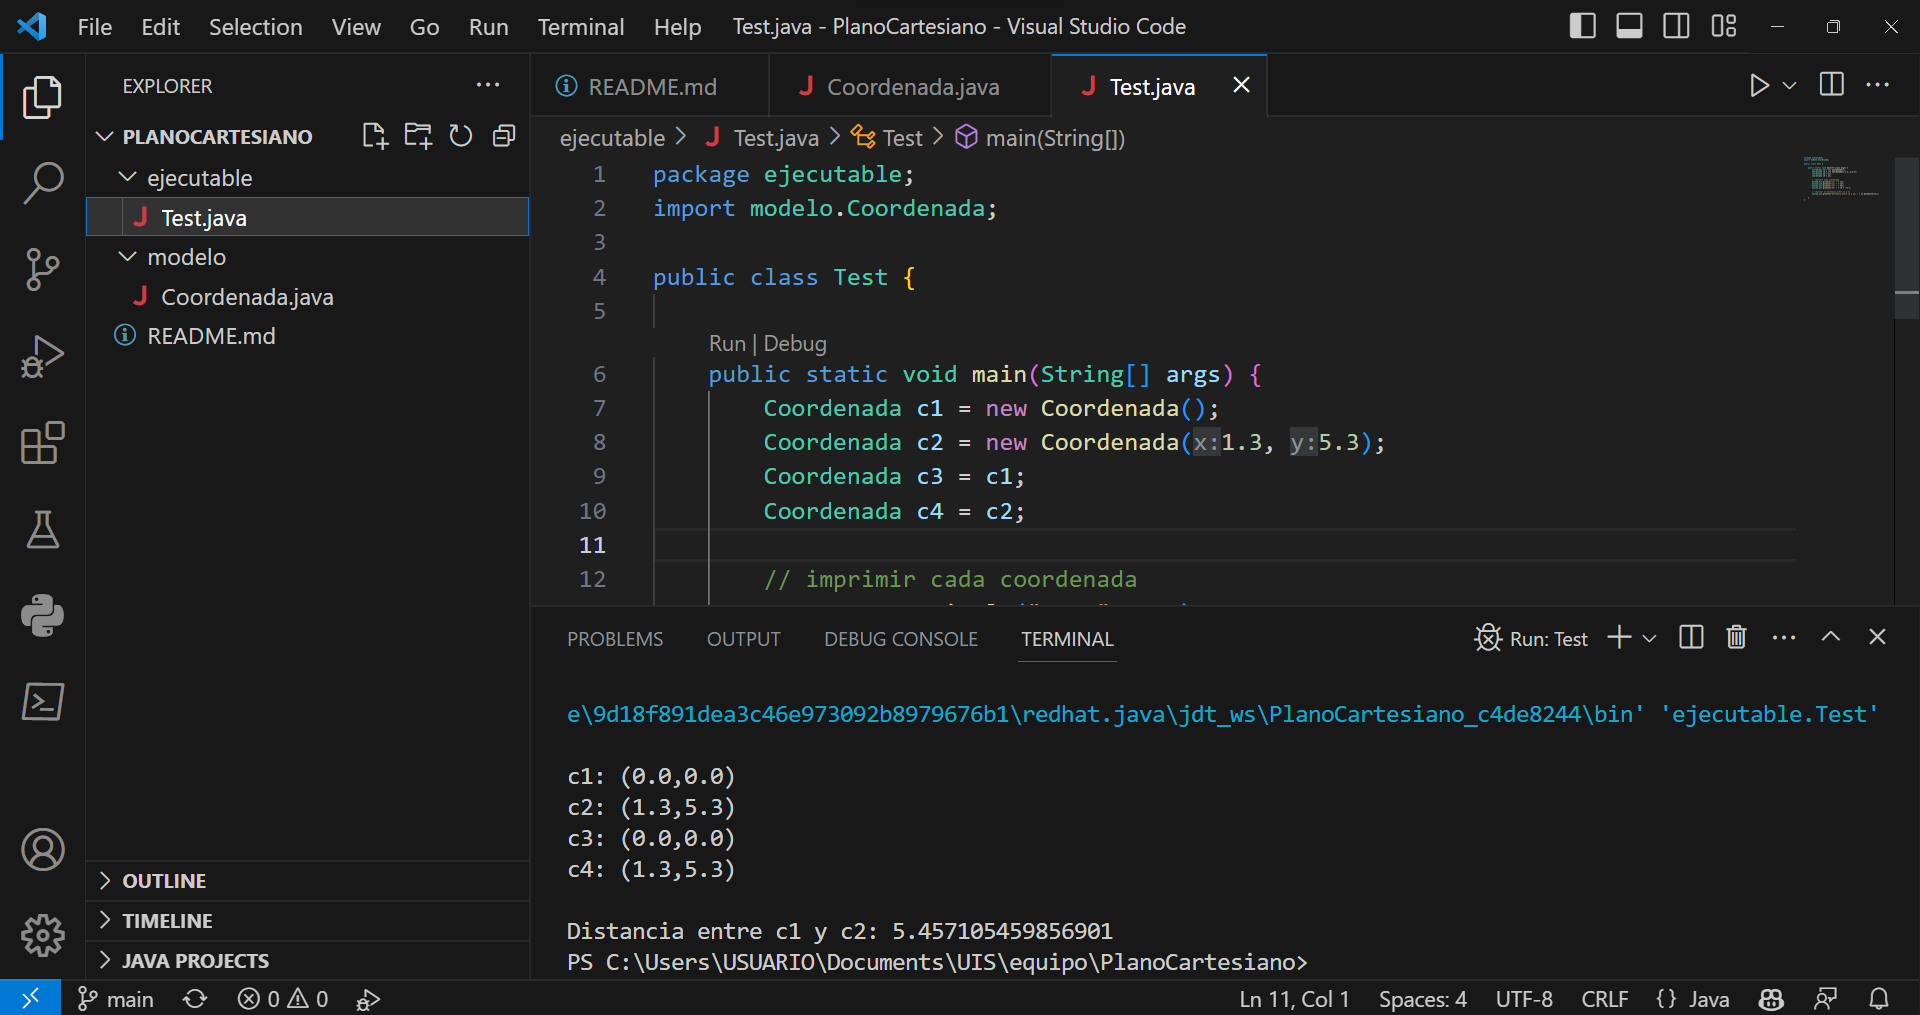 File Edit Selection View Go Run Terminal Help Test.java - PlanoCartesiano - Visual Studio Code
EXPLORER
PLANOCARTESIANO
ejecutable
Test.java
modelo
Coordenada.java
README.md
OUTLINE
TIMELINE
JAVA PROJECTS
README.md Coordenada.java Test.java
ejecutable > Test.java > Test > main(String[])
1 package ejecutable;
2 import modelo.Coordenada;
3
4 public class Test {
5
Run | Debug
6 public static void main(String[] args) {
7 Coordenada c1 = new Coordenada();
8 Coordenada c2 = new Coordenada(x:1.3, y:5.3);
9 Coordenada c3 = c1;
10 Coordenada c4 = c2;
11
12 // imprimir cada coordenada
PROBLEMS OUTPUT DEBUG CONSOLE TERMINAL Run: Test
e\9d18f891dea3c46e973092b8979676b1\redhat.java\jdt_ws\PlanoCartesiano_c4de8244\bin' 'ejecutable.Test'
c1: (0.0,0.0)
c2: (1.3,5.3)
c3: (0.0,0.0)
c4: (1.3,5.3)
Distancia entre c1 y c2: 5.457105459856901
PS C:\Users\USUARIO\Documents\UIS\equipo\PlanoCartesiano>
main 0 0 Ln 11, Col 1 Spaces: 4 UTF-8 CRLF {} Java